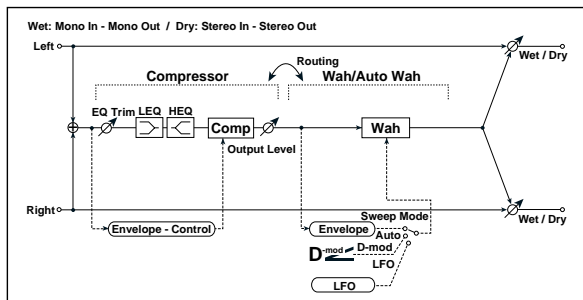 Wet: Mono In - Mono Out / Dry: Stereo In - Stereo Out
Left
Wet / Dry
Routing
Compressor
Wah/Auto Wah
EQ Trim
LEQ
HEQ
Comp
Output Level
Wah
Right
Wet / Dry
Envelope - Control
Sweep Mode
Envelope
Auto
D-mod
D-mod
LFO
LFO